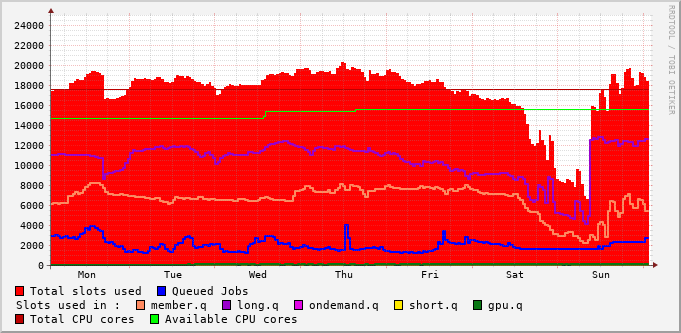 RRDTOOL / TOBI OETIKER
24000
22000
20000
18000
16000
14000
12000
10000
8000
6000
4000
2000
0
Mon Tue Wed Thu Fri Sat Sun
Total slots used Queued Jobs
Slots used in : member.q long.q ondemand.q short.q gpu.q
Total CPU cores Available CPU cores